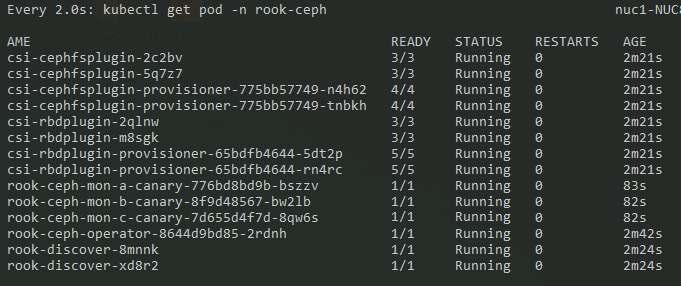 Every 2.0s: kubectl get pod -n rook-ceph nuc1-NUC8
AME READY STATUS RESTARTS AGE
csi-cephfsplugin-2c2bv 3/3 Running 0 2m21s
csi-cephfsplugin-5q7z7 3/3 Running 0 2m21s
csi-cephfsplugin-provisioner-775bb57749-n4h62 4/4 Running 0 2m21s
csi-cephfsplugin-provisioner-775bb57749-tnbkh 4/4 Running 0 2m21s
csi-rbdplugin-2qlnw 3/3 Running 0 2m21s
csi-rbdplugin-m8sgk 3/3 Running 0 2m21s
csi-rbdplugin-provisioner-65bdfb4644-5dt2p 5/5 Running 0 2m21s
csi-rbdplugin-provisioner-65bdfb4644-rn4rc 5/5 Running 0 2m21s
rook-ceph-mon-a-canary-776bd8bd9b-bszzv 1/1 Running 0 83s
rook-ceph-mon-b-canary-8f9d48567-bw2lb 1/1 Running 0 82s
rook-ceph-mon-c-canary-7d655d4f7d-8qw6s 1/1 Running 0 82s
rook-ceph-operator-8644d9bd85-2rdnh 1/1 Running 0 2m42s
rook-discover-8mnnk 1/1 Running 0 2m24s
rook-discover-xd8r2 1/1 Running 0 2m24s